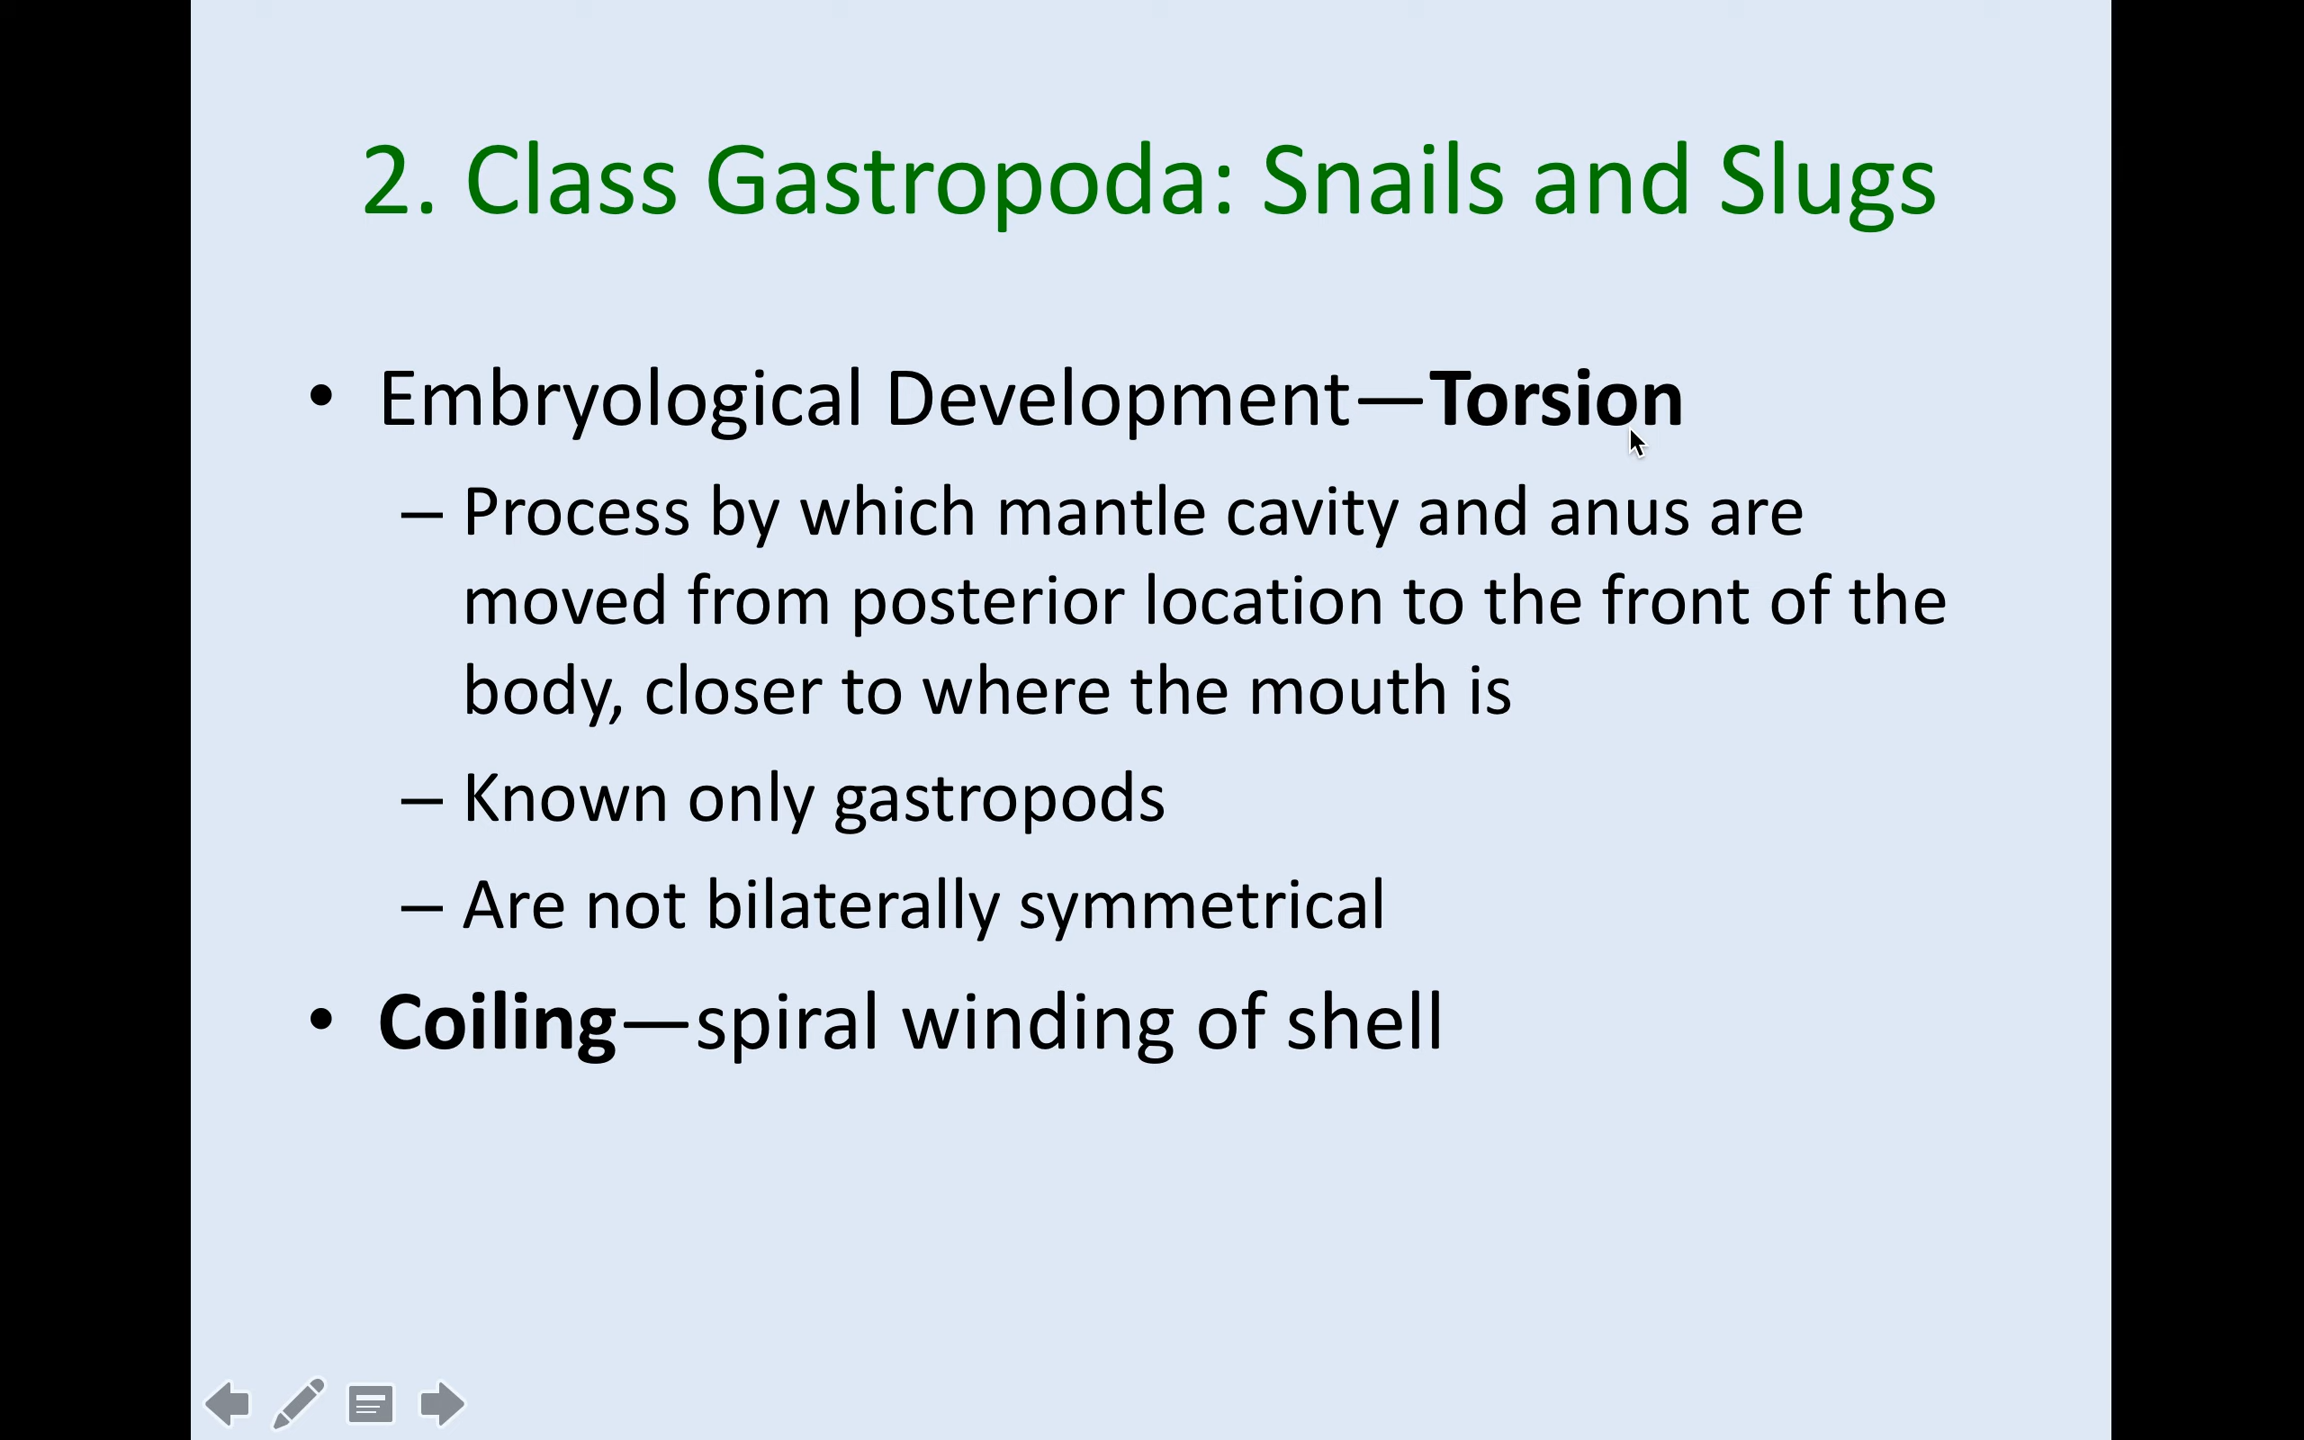 2. Class Gastropoda: Snails and Slugs
• Embryological Development—Torsion
– Process by which mantle cavity and anus are
moved from posterior location to the front of the
body, closer to where the mouth is
– Known only gastropods
– Are not bilaterally symmetrical
• Coiling—spiral winding of shell